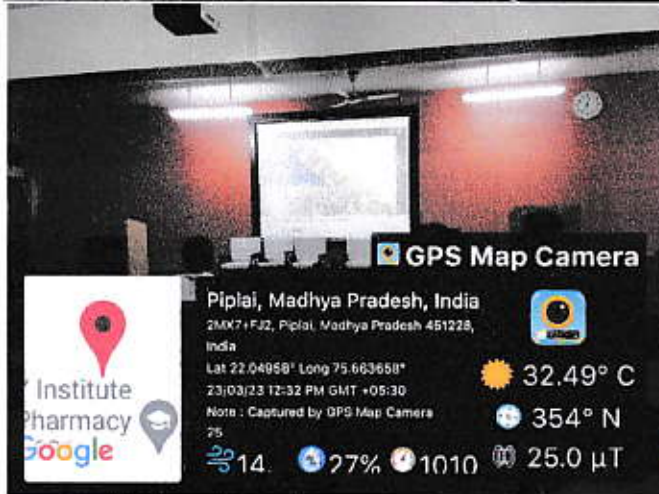 GPS Map Camera
Piplai, Madhya Pradesh, India
2MX7+FJ2, Piplai, Madhya Pradesh 451228,
India
Lat 22.04958° Long 75.663658°
23/03/23 12:32 PM GMT +05:30
Note : Captured by GPS Map Camera
25
Institute
Pharmacy
Google
32.49° C
354° N
14.
27%
1010
25.0 µT